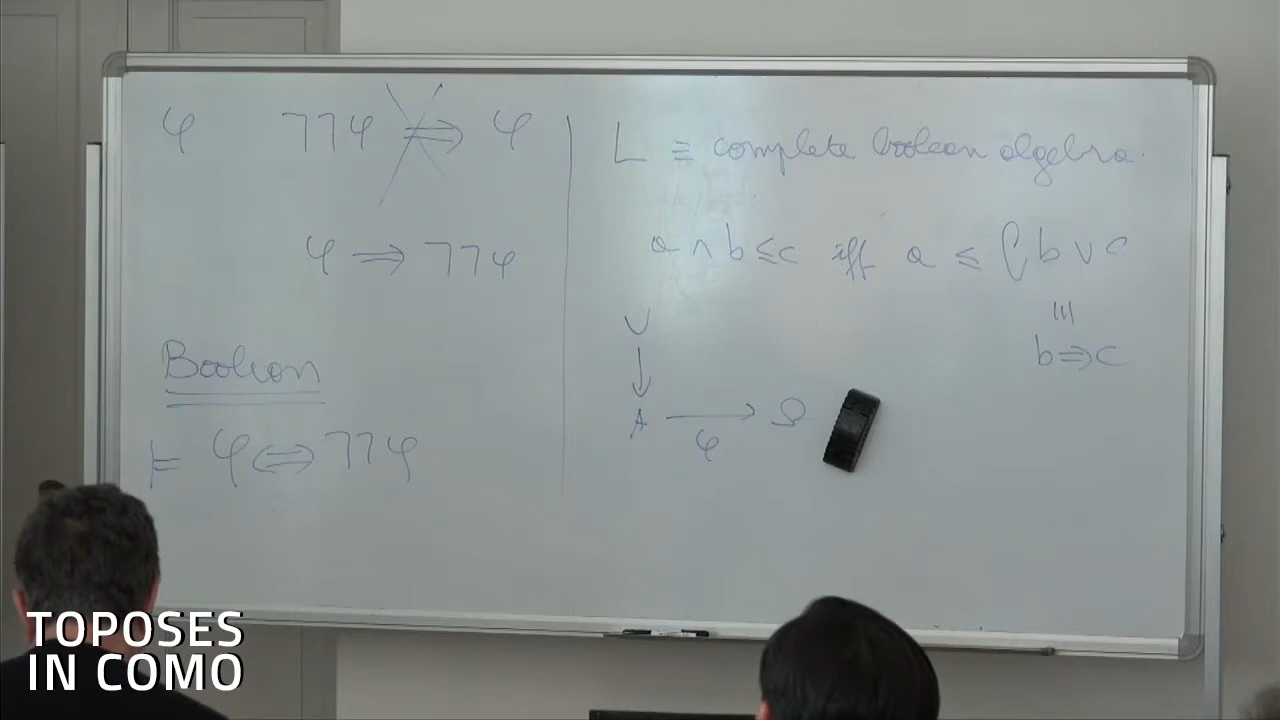 φ ¬¬φ ⇏ φ
φ ⇒ ¬¬φ
Boolean
⊨ φ ⇔ ¬¬φ
L ≡ complete boolean algebra.
a ∧ b ≤ c iff a ≤ ∁ b ∨ c
|||
b ⇒ c
U
↓
A → Ω
φ
TOPOSES
IN COMO